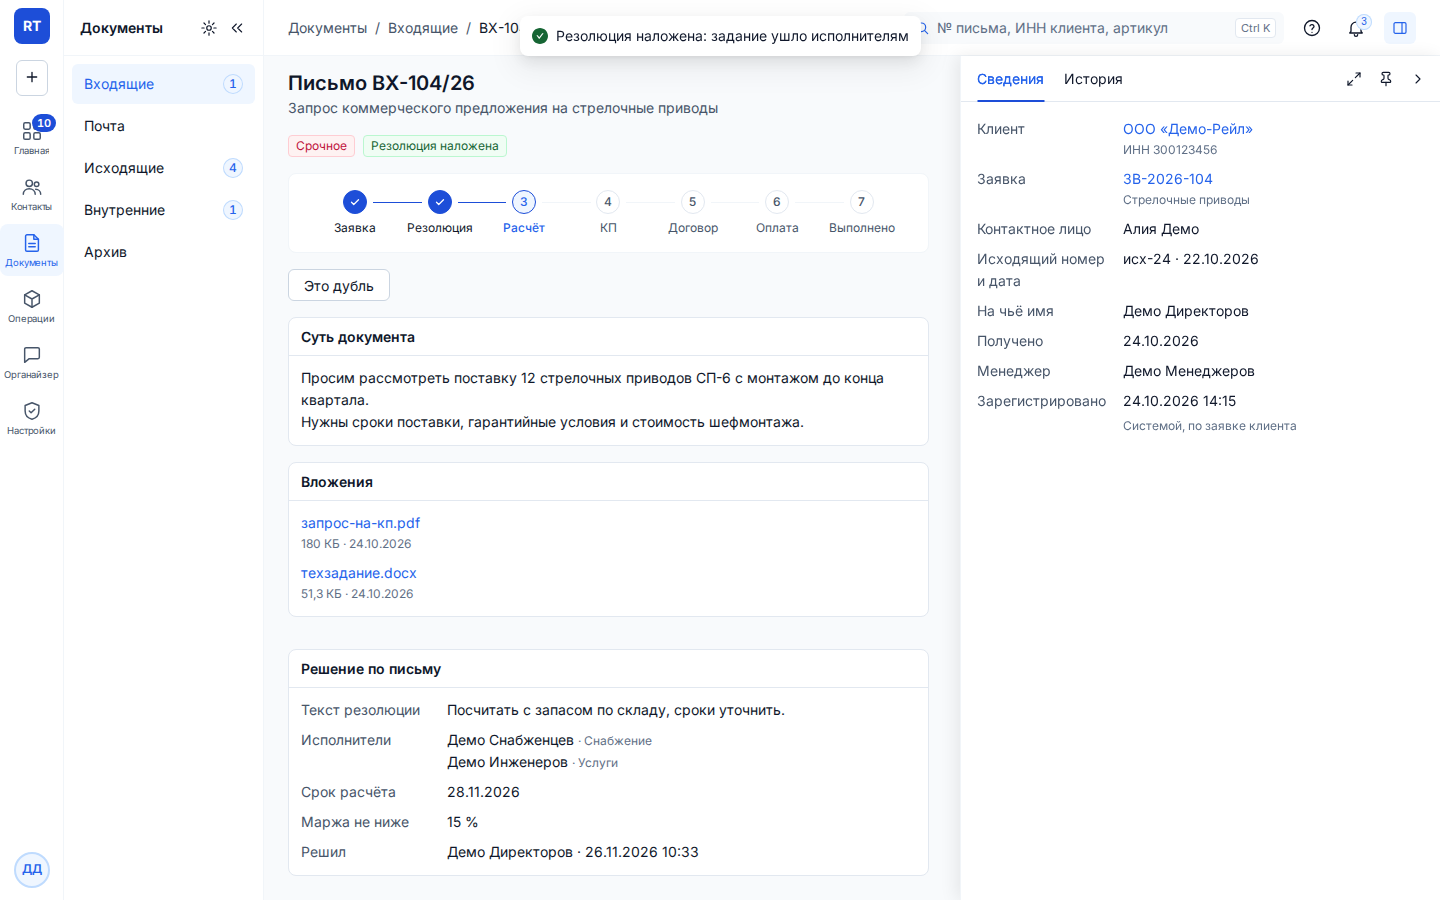 RT
Документы
Документы / Входящие / ВХ-10
Резолюция наложена: задание ушло исполнителям
№ письма, ИНН клиента, артикул
Ctrl K
3
10
Главная
Контакты
Документы
Операции
Органайзер
Настройки
ДД
Входящие 1
Почта
Исходящие 4
Внутренние 1
Архив
Письмо ВХ-104/26
Запрос коммерческого предложения на стрелочные приводы
Срочное Резолюция наложена
3 4 5 6 7
Заявка Резолюция Расчёт КП Договор Оплата Выполнено
Это дубль
Суть документа
Просим рассмотреть поставку 12 стрелочных приводов СП-6 с монтажом до конца
квартала.
Нужны сроки поставки, гарантийные условия и стоимость шефмонтажа.
Вложения
запрос-на-кп.pdf
180 КБ · 24.10.2026
техзадание.docx
51,3 КБ · 24.10.2026
Решение по письму
Текст резолюции Посчитать с запасом по складу, сроки уточнить.
Исполнители Демо Снабженцев · Снабжение
Демо Инженеров · Услуги
Срок расчёта 28.11.2026
Маржа не ниже 15 %
Решил Демо Директоров · 26.11.2026 10:33
Сведения История
Клиент ООО «Демо-Рейл»
ИНН 300123456
Заявка ЗВ-2026-104
Стрелочные приводы
Контактное лицо Алия Демо
Исходящий номер исх-24 · 22.10.2026
и дата
На чьё имя Демо Директоров
Получено 24.10.2026
Менеджер Демо Менеджеров
Зарегистрировано 24.10.2026 14:15
Системой, по заявке клиента